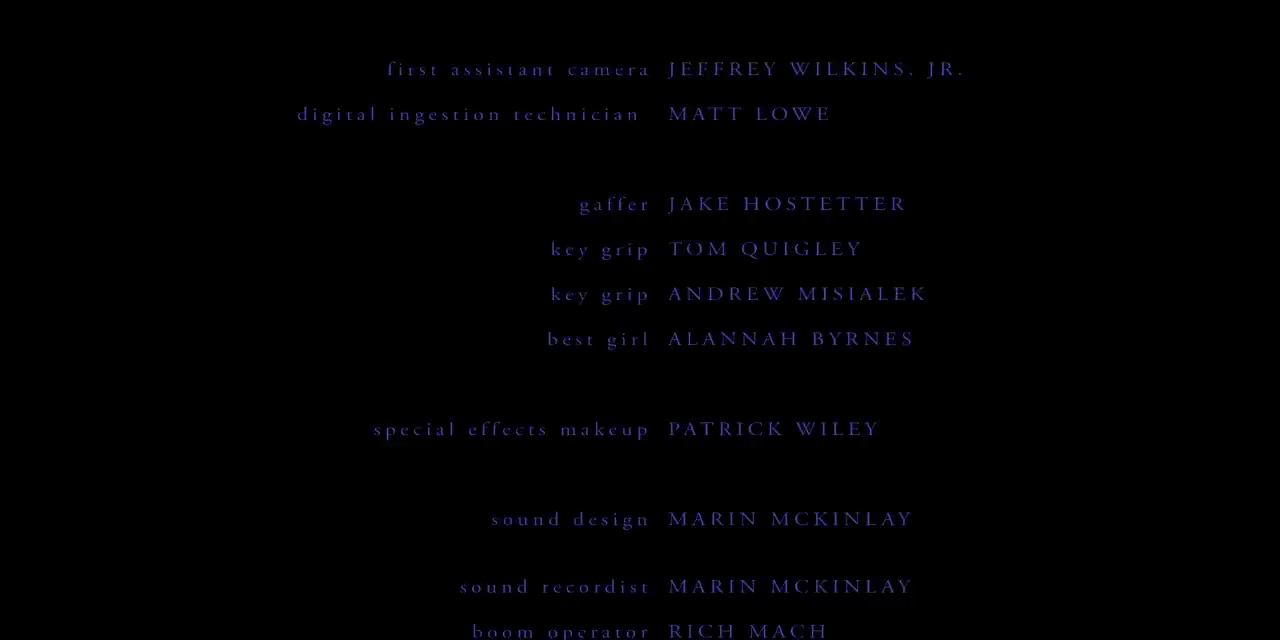 first assistant camera JEFFREY WILKINS, JR.
digital ingestion technician MATT LOWE
gaffer JAKE HOSTETTER
key grip TOM QUIGLEY
key grip ANDREW MISIALEK
best girl ALANNAH BYRNES
special effects makeup PATRICK WILEY
sound design MARIN MCKINLAY
sound recordist MARIN MCKINLAY
boom operator RICH MACH